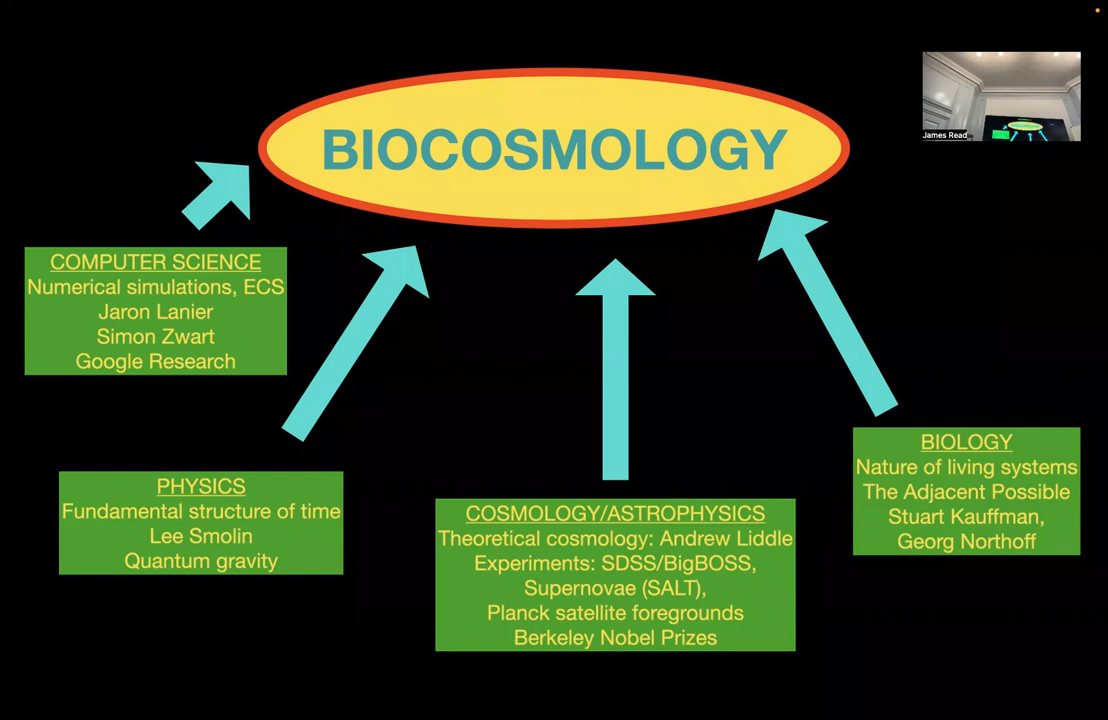 BIOCOSMOLOGY
James Read
COMPUTER SCIENCE
Numerical simulations, ECS
Jaron Lanier
Simon Zwart
Google Research
PHYSICS
Fundamental structure of time
Lee Smolin
Quantum gravity
COSMOLOGY/ASTROPHYSICS
Theoretical cosmology: Andrew Liddle
Experiments: SDSS/BigBOSS,
Supernovae (SALT),
Planck satellite foregrounds
Berkeley Nobel Prizes
BIOLOGY
Nature of living systems
The Adjacent Possible
Stuart Kauffman,
Georg Northoff